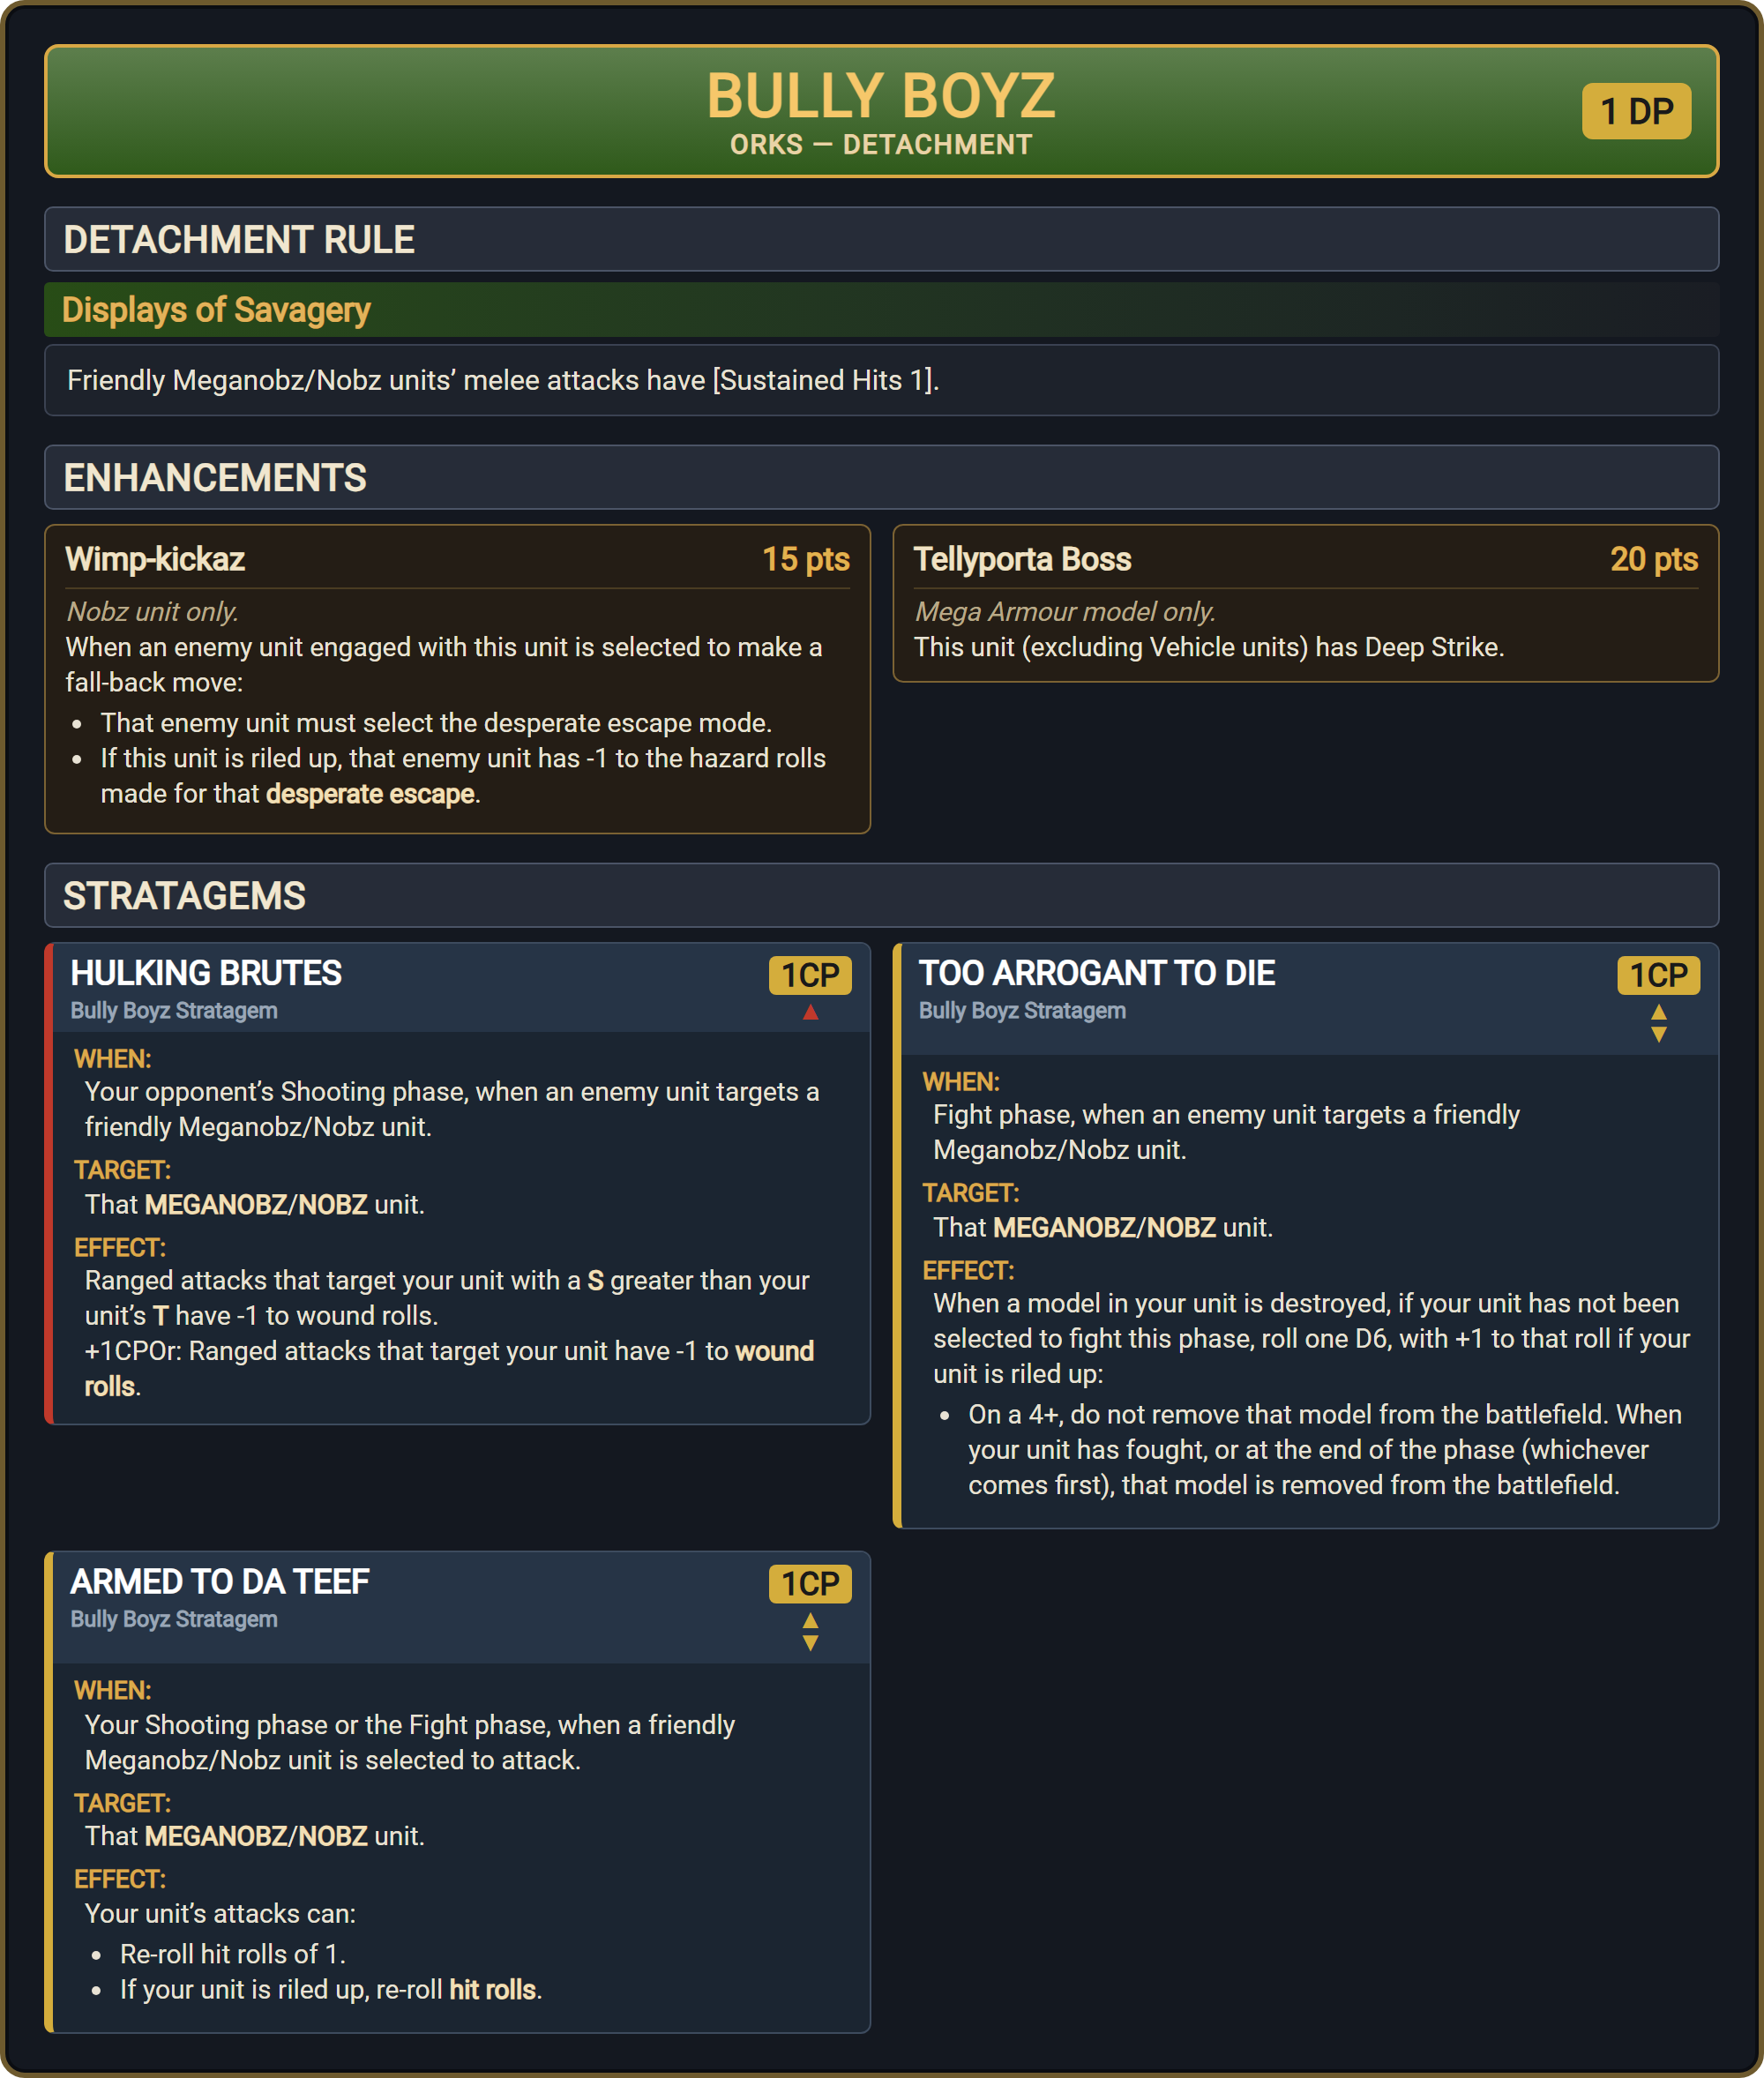 BULLY BOYZ
ORKS — DETACHMENT
1 DP
DETACHMENT RULE
Displays of Savagery
Friendly Meganobz/Nobz units’ melee attacks have [Sustained Hits 1].
ENHANCEMENTS
Wimp-kickaz
15 pts
Nobz unit only.
When an enemy unit engaged with this unit is selected to make a
fall-back move:
• That enemy unit must select the desperate escape mode.
• If this unit is riled up, that enemy unit has -1 to the hazard rolls
made for that desperate escape.
Tellyporta Boss
20 pts
Mega Armour model only.
This unit (excluding Vehicle units) has Deep Strike.
STRATAGEMS
HULKING BRUTES
1CP
Bully Boyz Stratagem
▲
WHEN:
Your opponent’s Shooting phase, when an enemy unit targets a
friendly Meganobz/Nobz unit.
TARGET:
That MEGANOBZ/NOBZ unit.
EFFECT:
Ranged attacks that target your unit with a S greater than your
unit’s T have -1 to wound rolls.
+1CPOr: Ranged attacks that target your unit have -1 to wound
rolls.
TOO ARROGANT TO DIE
1CP
Bully Boyz Stratagem
▲
▼
WHEN:
Fight phase, when an enemy unit targets a friendly
Meganobz/Nobz unit.
TARGET:
That MEGANOBZ/NOBZ unit.
EFFECT:
When a model in your unit is destroyed, if your unit has not been
selected to fight this phase, roll one D6, with +1 to that roll if your
unit is riled up:
• On a 4+, do not remove that model from the battlefield. When
your unit has fought, or at the end of the phase (whichever
comes first), that model is removed from the battlefield.
ARMED TO DA TEEF
1CP
Bully Boyz Stratagem
▲
▼
WHEN:
Your Shooting phase or the Fight phase, when a friendly
Meganobz/Nobz unit is selected to attack.
TARGET:
That MEGANOBZ/NOBZ unit.
EFFECT:
Your unit’s attacks can:
• Re-roll hit rolls of 1.
• If your unit is riled up, re-roll hit rolls.